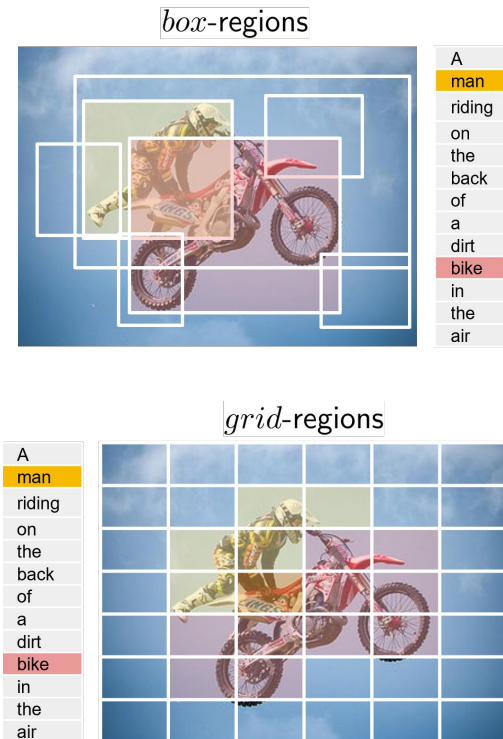 box-regions
A
man
riding
on
the
back
of
a
dirt
bike
in
the
air
grid-regions
A
man
riding
on
the
back
of
a
dirt
bike
in
the
air